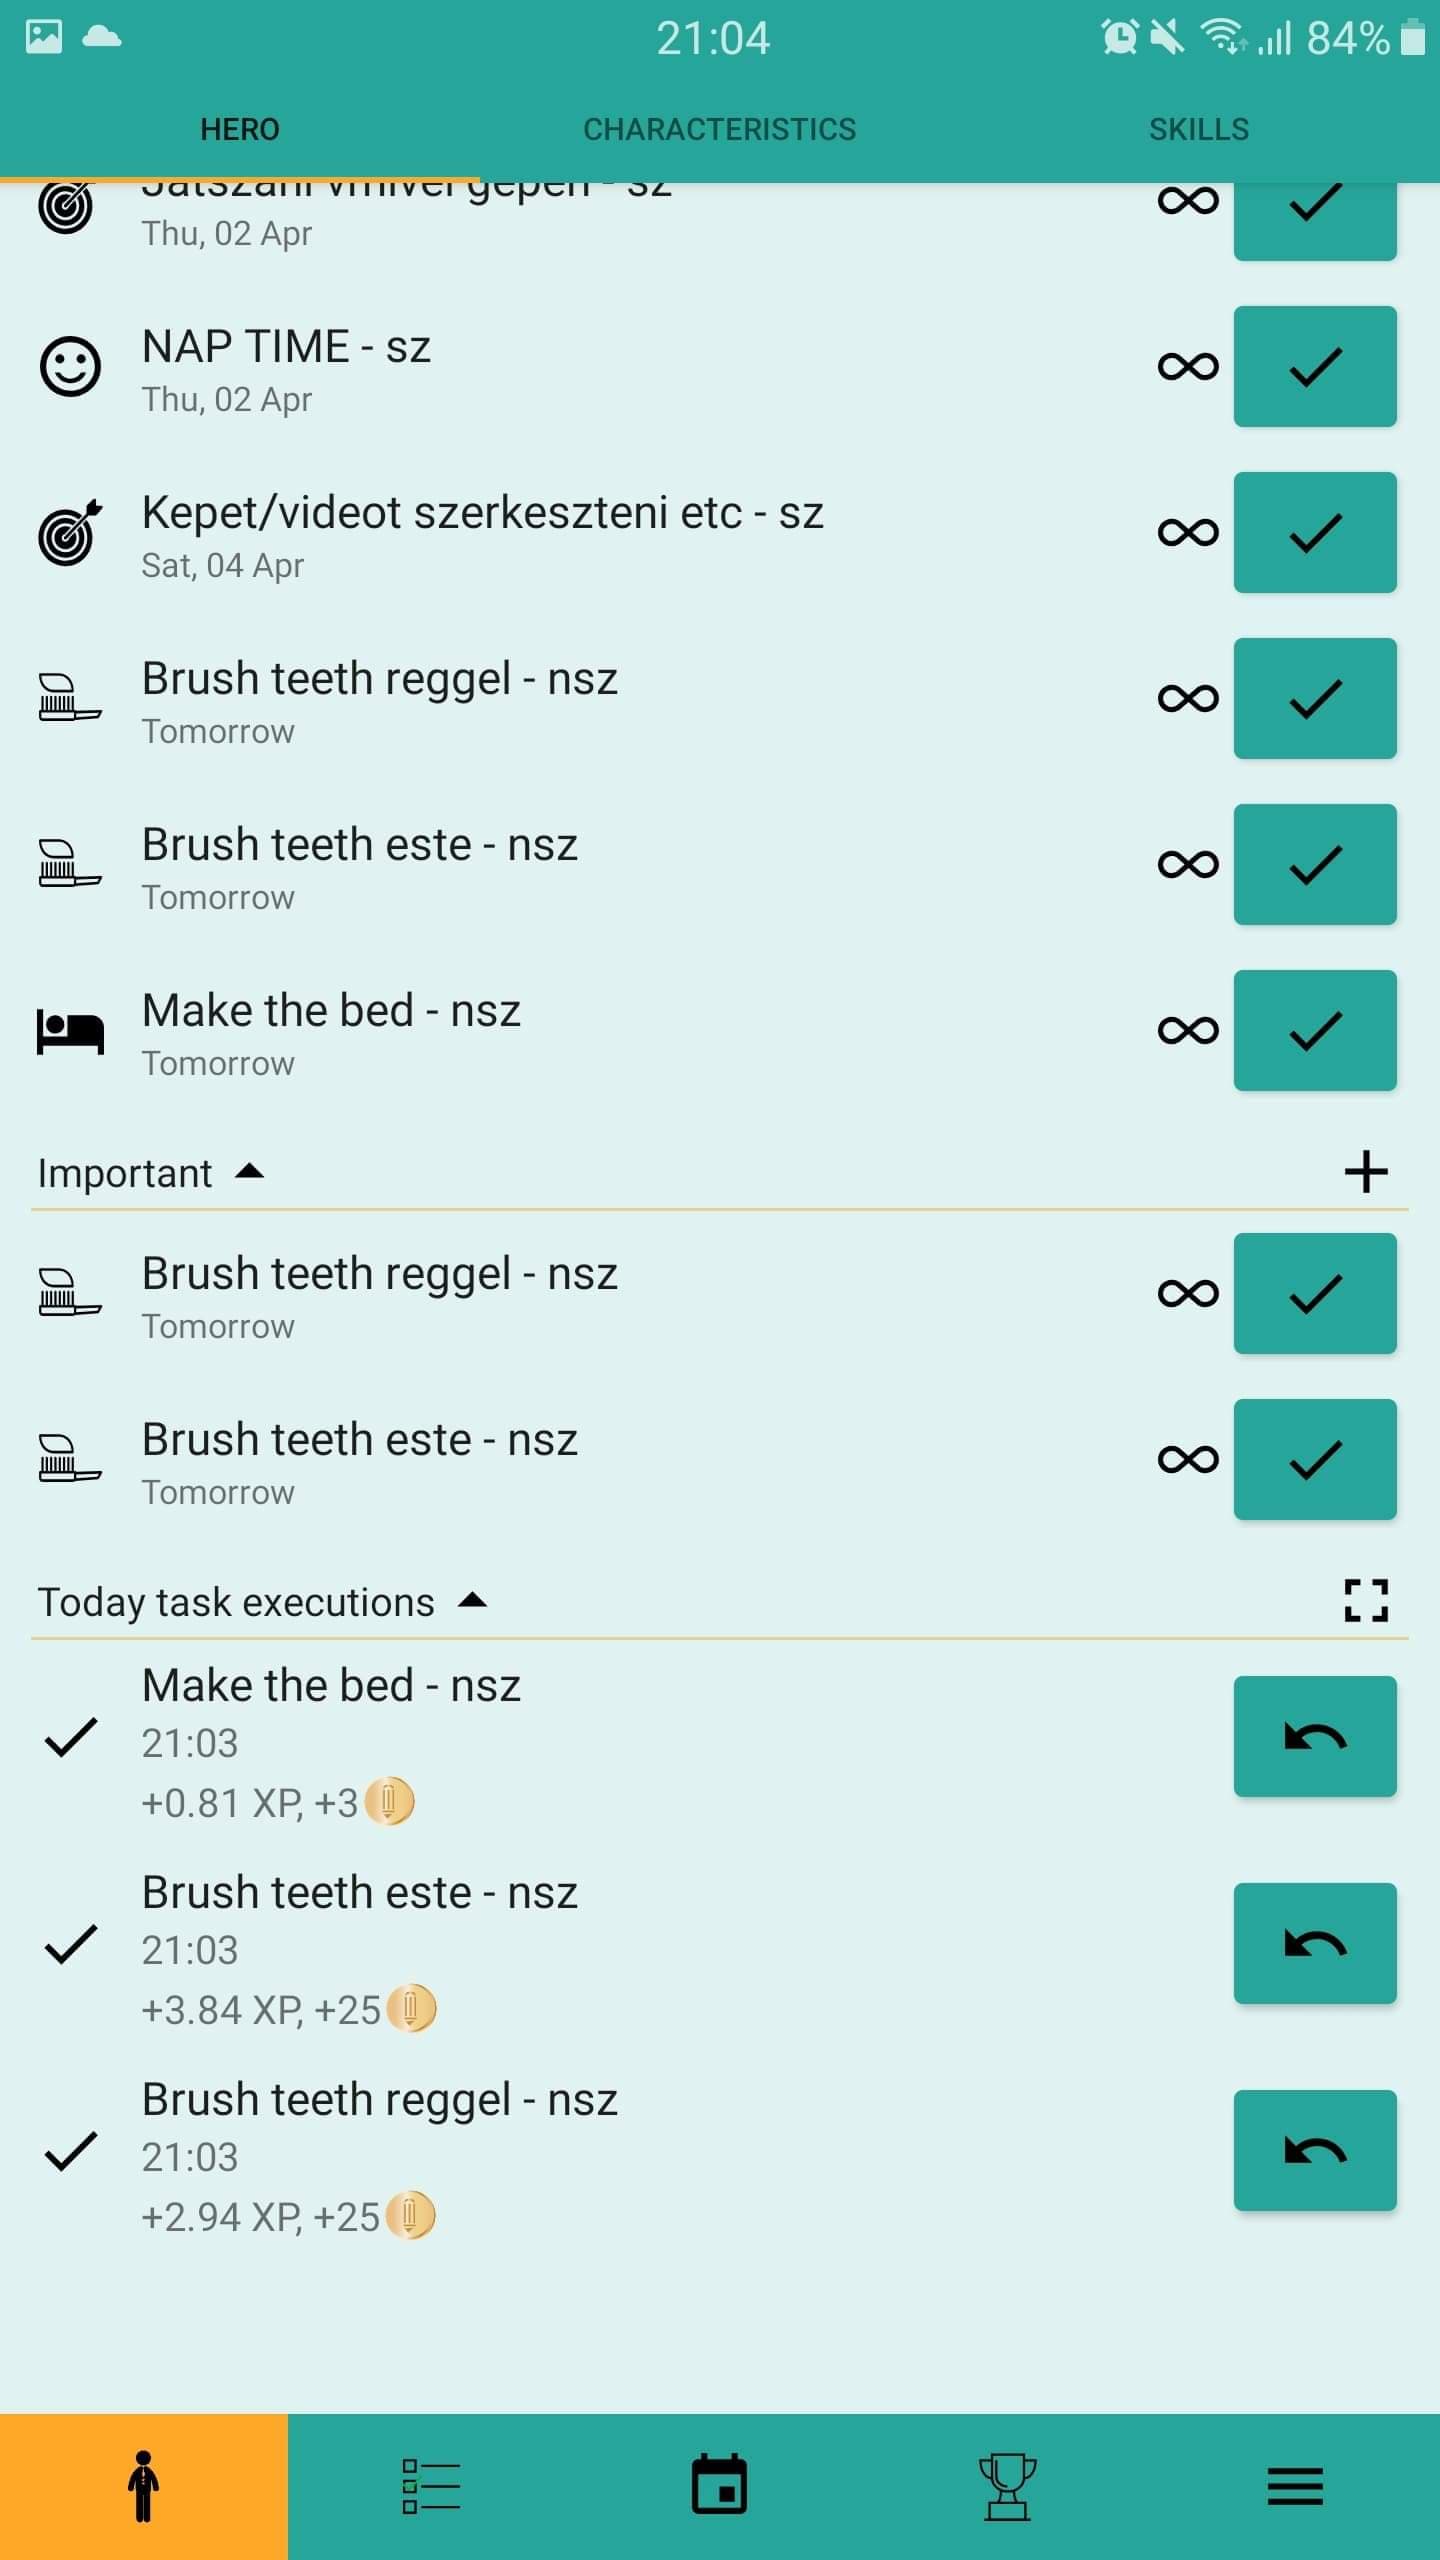 21:04
84%
HERO
CHARACTERISTICS
SKILLS
Jatszani vmivel gepen - sz
Thu, 02 Apr
NAP TIME - sz
Thu, 02 Apr
Kepet/videot szerkeszteni etc - sz
Sat, 04 Apr
Brush teeth reggel - nsz
Tomorrow
Brush teeth este - nsz
Tomorrow
Make the bed - nsz
Tomorrow
Important
Brush teeth reggel - nsz
Tomorrow
Brush teeth este - nsz
Tomorrow
Today task executions
Make the bed - nsz
21:03
+0.81 XP, +3
Brush teeth este - nsz
21:03
+3.84 XP, +25
Brush teeth reggel - nsz
21:03
+2.94 XP, +25